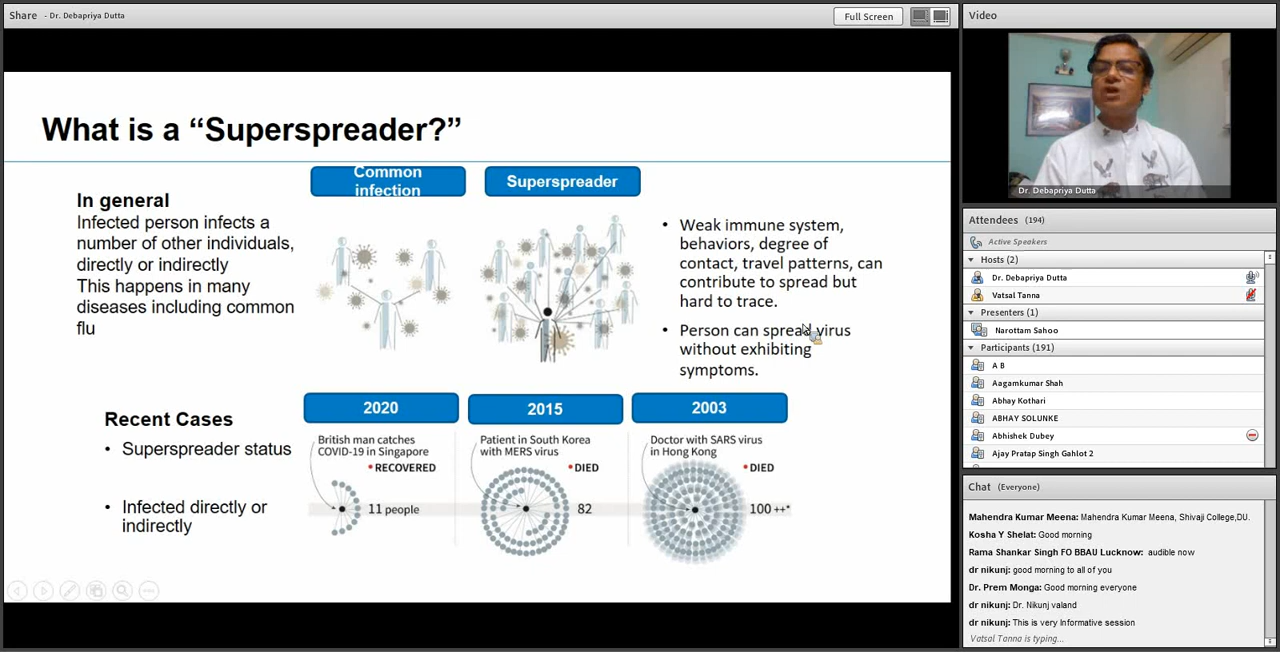 Share - Dr. Debapriya Dutta
Full Screen
What is a “Superspreader?”
Common
infection
Superspreader
In general
Infected person infects a
number of other individuals,
directly or indirectly
This happens in many
diseases including common
flu
• Weak immune system,
behaviors, degree of
contact, travel patterns, can
contribute to spread but
hard to trace.
• Person can spread virus
without exhibiting
symptoms.
Recent Cases
• Superspreader status
• Infected directly or
indirectly
2020
British man catches
COVID-19 in Singapore
• RECOVERED
11 people
2015
Patient in South Korea
with MERS virus
• DIED
82
2003
Doctor with SARS virus
in Hong Kong
• DIED
100 ++*
Video
Dr. Debapriya Dutta
Attendees (194)
Active Speakers
Hosts (2)
Dr. Debapriya Dutta
Vatsal Tanna
Presenters (1)
Narottam Sahoo
Participants (191)
A B
Aagamkumar Shah
Abhay Kothari
ABHAY SOLUNKE
Abhishek Dubey
Ajay Pratap Singh Gahlot 2
Chat (Everyone)
Mahendra Kumar Meena: Mahendra Kumar Meena, Shivaji College,DU.
Kosha Y Shelat: Good morning
Rama Shankar Singh FO BBAU Lucknow: audible now
dr nikunj: good morning to all of you
Dr. Prem Monga: Good morning everyone
dr nikunj: Dr. Nikunj valand
dr nikunj: This is very Informative session
Vatsal Tanna is typing...